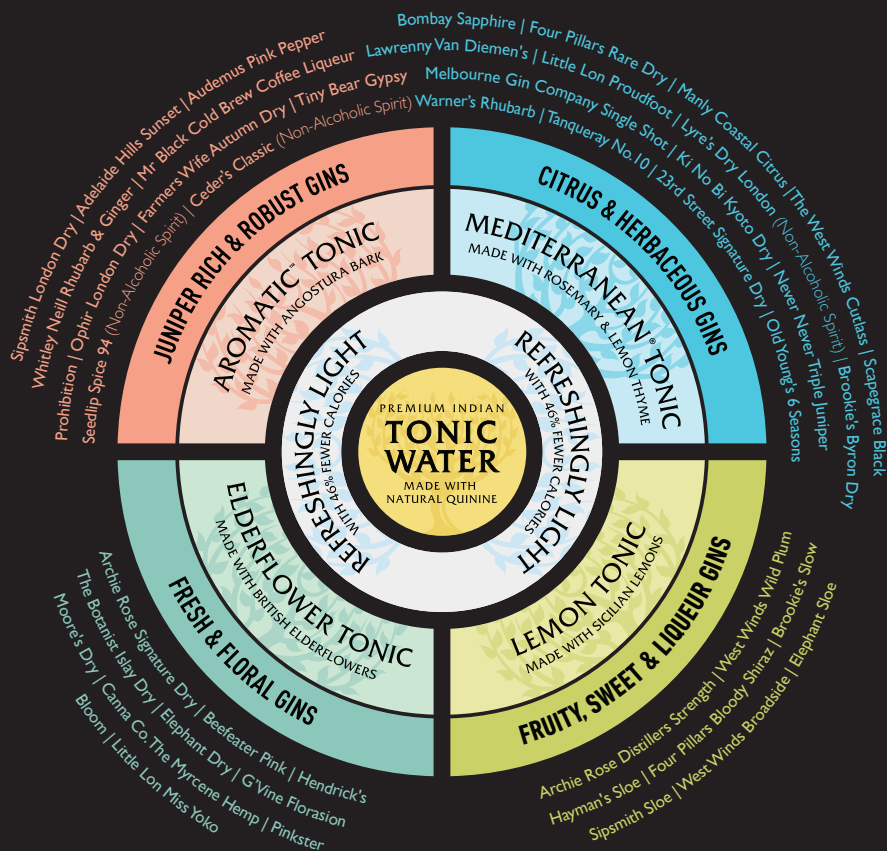 Sipsmith London Dry | Adelaide Hills Sunset | Audemus Pink Pepper
Whitley Neill Rhubarb & Ginger | Mr Black Cold Brew Coffee Liqueur
Prohibition | Ophir London Dry | Farmers Wife Autumn Dry | Tiny Bear Gypsy
Seedlip Spice 94 (Non-Alcoholic Spirit) | Ceder's Classic (Non-Alcoholic Spirit)
JUNIPER RICH & ROBUST GINS
AROMATIC™ TONIC
MADE WITH ANGOSTURA BARK
Bombay Sapphire | Four Pillars Rare Dry | Manly Coastal Citrus | The West Winds Cutlass | Scapegrace Black
Lawrenny Van Diemen's | Little Lon Proudfoot | Lyre's Dry London (Non-Alcoholic Spirit) | Brookie's Byron Dry
Melbourne Gin Company Single Shot | Ki No Bi Kyoto Dry | Never Never Triple Juniper
Warner's Rhubarb | Tanqueray No.10 | 23rd Street Signature Dry | Old Young's 6 Seasons
CITRUS & HERBACEOUS GINS
MEDITERRANEAN® TONIC
MADE WITH ROSEMARY & LEMON THYME
REFRESHINGLY LIGHT
WITH 46% FEWER CALORIES
PREMIUM INDIAN
TONIC
WATER
MADE WITH
NATURAL QUININE
REFRESHINGLY LIGHT
WITH 46% FEWER CALORIES
ELDERFLOWER TONIC
MADE WITH BRITISH ELDERFLOWERS
FRESH & FLORAL GINS
Archie Rose Signature Dry | Beefeater Pink | Hendrick's
The Botanist Islay Dry | Elephant Dry | G'Vine Florasion
Moore's Dry | Canna Co. The Myrcene Hemp | Pinkster
Bloom | Little Lon Miss Yoko
LEMON TONIC
MADE WITH SICILIAN LEMONS
FRUITY, SWEET & LIQUEUR GINS
Archie Rose Distillers Strength | West Winds Wild Plum
Hayman's Sloe | Four Pillars Bloody Shiraz | Brookie's Slow
Sipsmith Sloe | West Winds Broadside | Elephant Sloe